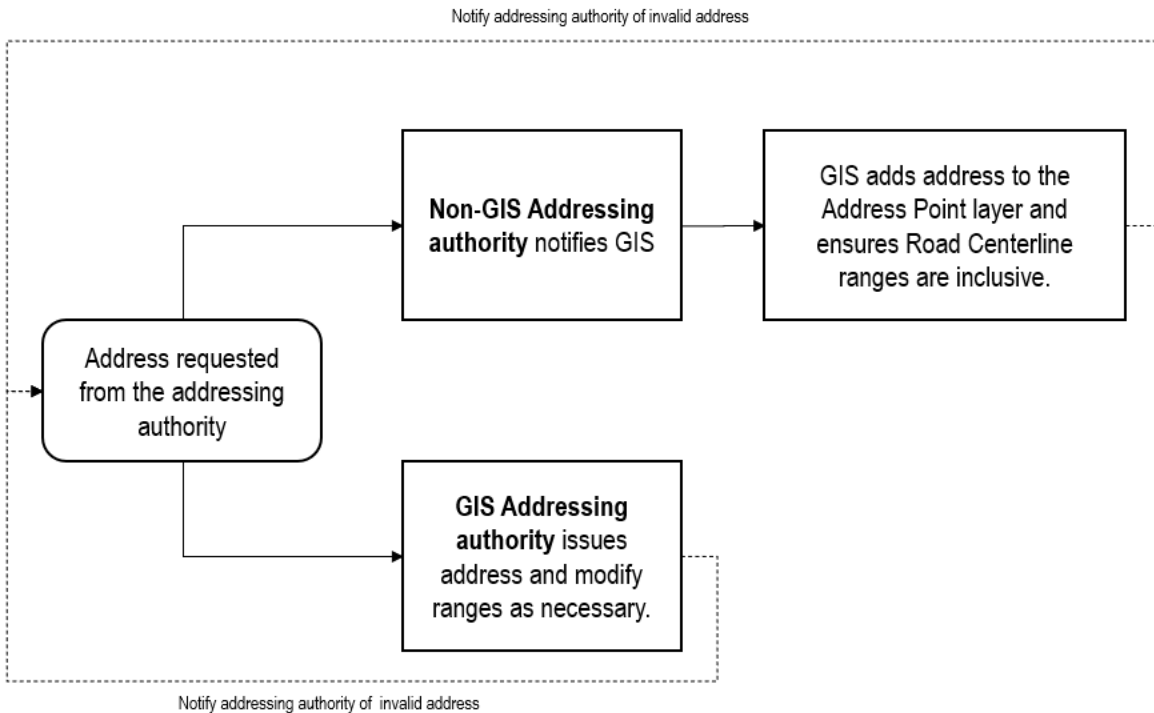 Notify addressing authority of invalid address
Non-GIS Addressing
authority notifies GIS
GIS adds address to the
Address Point layer and
ensures Road Centerline
ranges are inclusive.
Address requested
from the addressing
authority
GIS Addressing
authority issues
address and modify
ranges as necessary.
Notify addressing authority of invalid address